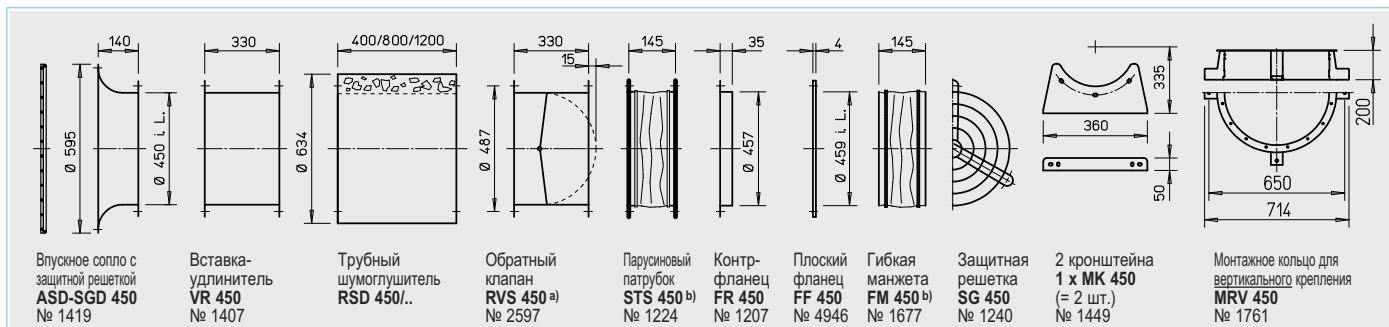 140
330
400/800/1200
330
15
145
35
4
145
335
200
Ø 595
Ø 450 i. L.
Ø 634
Ø 487
Ø 457
Ø 459 i. L.
360
50
650
714
Впускное сопло с
защитной решеткой
ASD-SGD 450
№ 1419
Вставка-
удлинитель
VR 450
№ 1407
Трубный
шумоглушитель
RSD 450/..
Обратный
клапан
RVS 450 a)
№ 2597
Парусиновый
патрубок
STS 450 b)
№ 1224
Контр-
фланец
FR 450
№ 1207
Плоский
фланец
FF 450
№ 4946
Гибкая
манжета
FM 450 b)
№ 1677
Защитная
решетка
SG 450
№ 1240
2 кронштейна
1 x MK 450
(= 2 шт.)
№ 1449
Монтажное кольцо для
вертикального крепления
MRV 450
№ 1761